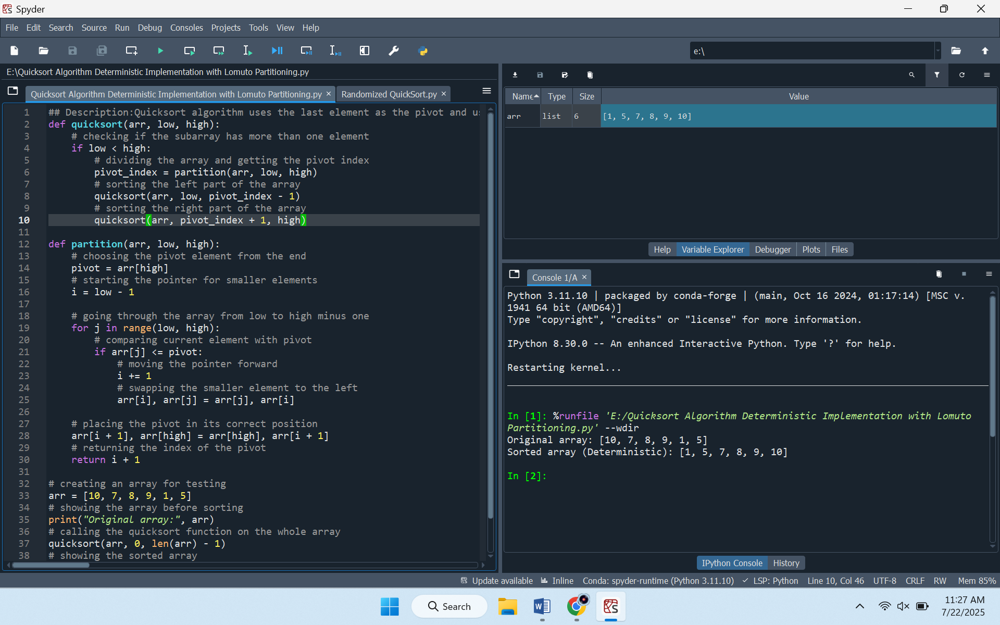 Spyder
File Edit Search Source Run Debug Consoles Projects Tools View Help
e:\
E:\Quicksort Algorithm Deterministic Implementation with Lomuto Partitioning.py
Quicksort Algorithm Deterministic Implementation with Lomuto Partitioning.py × Randomized QuickSort.py ×
1 ## Description:Quicksort algorithm uses the last element as the pivot and
2 def quicksort(arr, low, high):
3 # checking if the subarray has more than one element
4 if low < high:
5 # dividing the array and getting the pivot index
6 pivot_index = partition(arr, low, high)
7 # sorting the left part of the array
8 quicksort(arr, low, pivot_index - 1)
9 # sorting the right part of the array
10 quicksort(arr, pivot_index + 1, high)
11
12 def partition(arr, low, high):
13 # choosing the pivot element from the end
14 pivot = arr[high]
15 # starting the pointer for smaller elements
16 i = low - 1
17
18 # going through the array from low to high minus one
19 for j in range(low, high):
20 # comparing current element with pivot
21 if arr[j] <= pivot:
22 # moving the pointer forward
23 i += 1
24 # swapping the smaller element to the left
25 arr[i], arr[j] = arr[j], arr[i]
26
27 # placing the pivot in its correct position
28 arr[i + 1], arr[high] = arr[high], arr[i + 1]
29 # returning the index of the pivot
30 return i + 1
31
32 # creating an array for testing
33 arr = [10, 7, 8, 9, 1, 5]
34 # showing the array before sorting
35 print("Original array:", arr)
36 # calling the quicksort function on the whole array
37 quicksort(arr, 0, len(arr) - 1)
38 # showing the sorted array
Name Type Size Value
arr list 6 [1, 5, 7, 8, 9, 10]
Help Variable Explorer Debugger Plots Files
Console 1/A ×
Python 3.11.10 | packaged by conda-forge | (main, Oct 16 2024, 01:17:14) [MSC v.
1941 64 bit (AMD64)]
Type "copyright", "credits" or "license" for more information.
IPython 8.30.0 -- An enhanced Interactive Python. Type '?' for help.
Restarting kernel...
In [1]: %runfile 'E:/Quicksort Algorithm Deterministic Implementation with Lomuto
Partitioning.py' --wdir
Original array: [10, 7, 8, 9, 1, 5]
Sorted array (Deterministic): [1, 5, 7, 8, 9, 10]
In [2]:
IPython Console History
Update available Inline Conda: spyder-runtime (Python 3.11.10) LSP: Python Line 10, Col 46 UTF-8 CRLF RW Mem 85%
Search
11:27 AM
7/22/2025